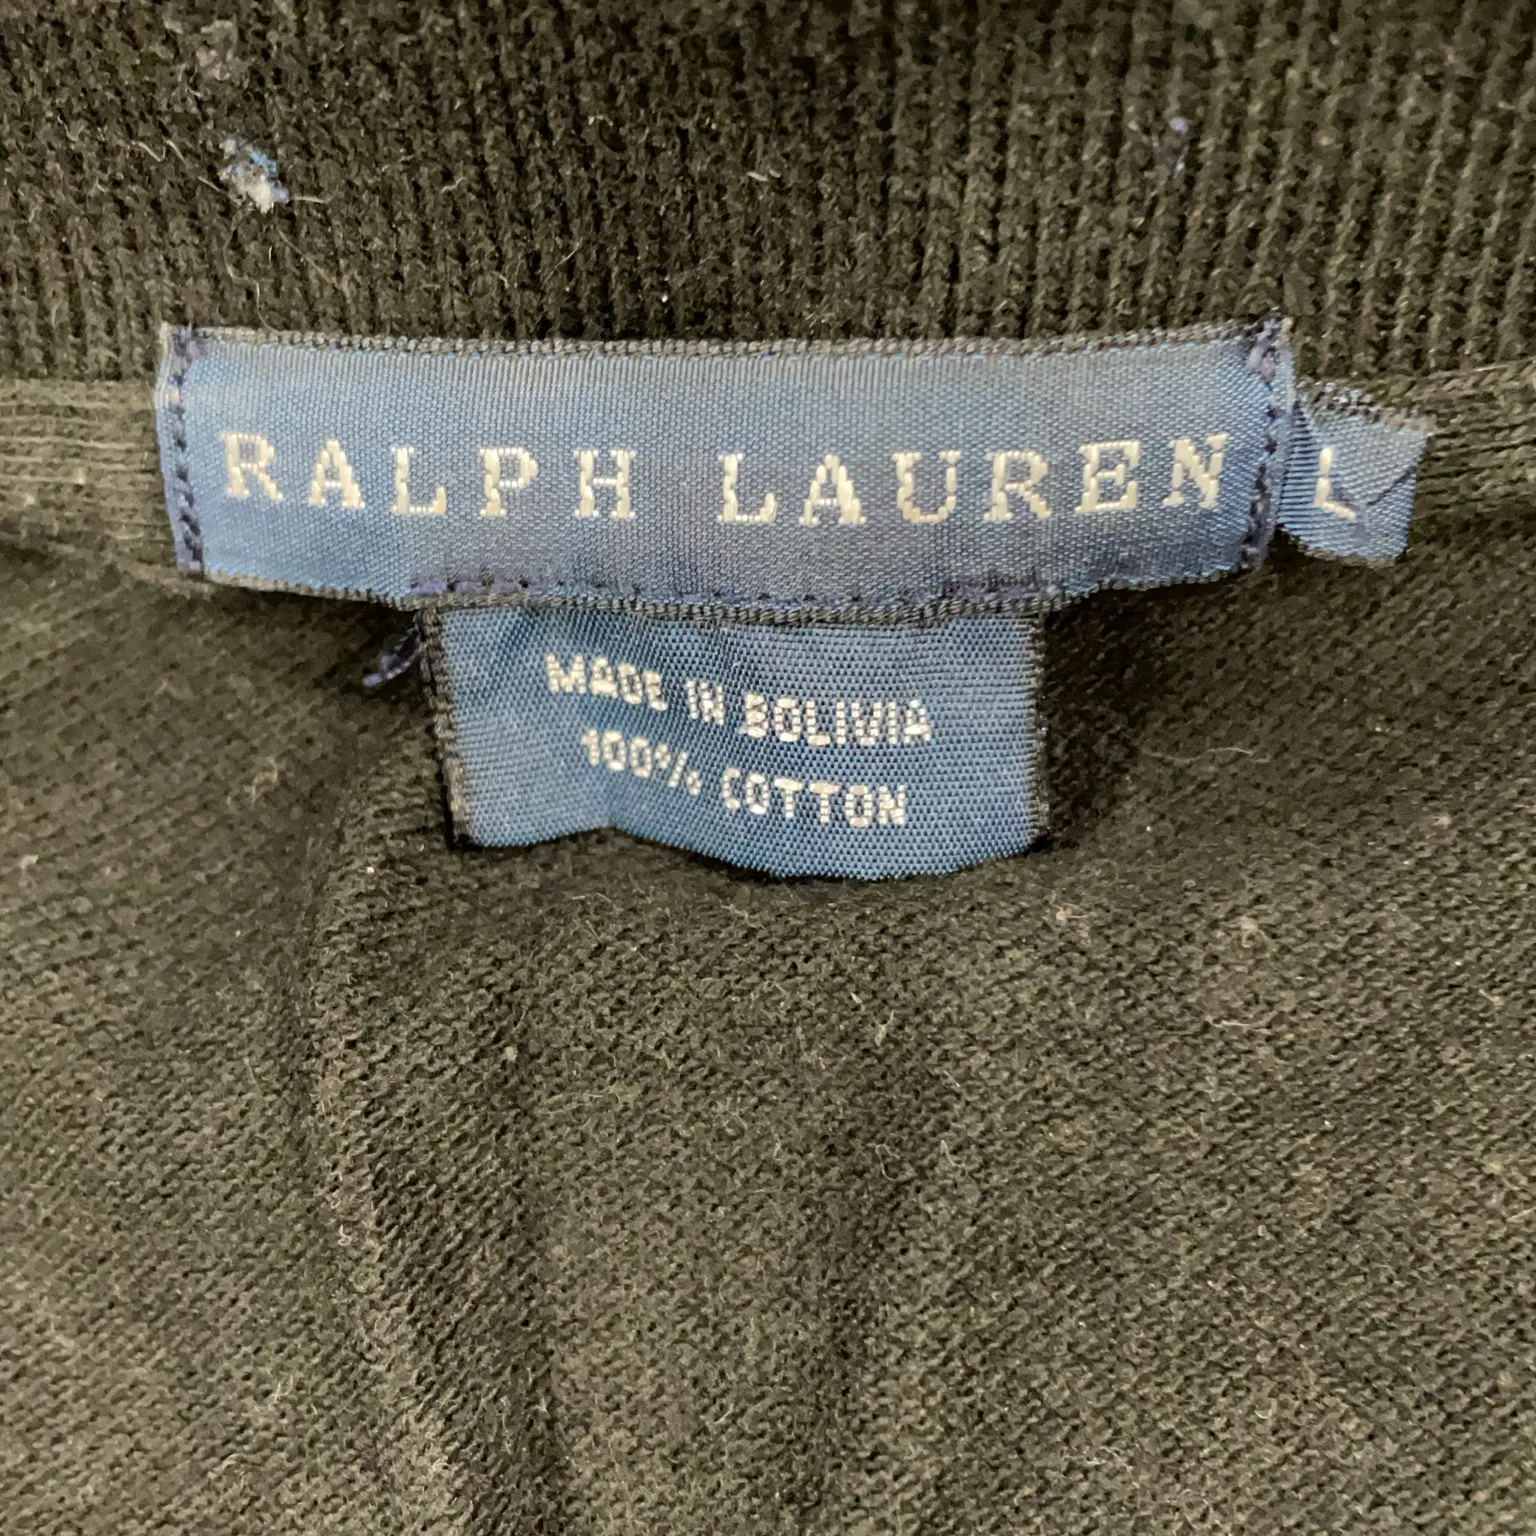 RALPH LAUREN
L
MADE IN BOLIVIA
100% COTTON